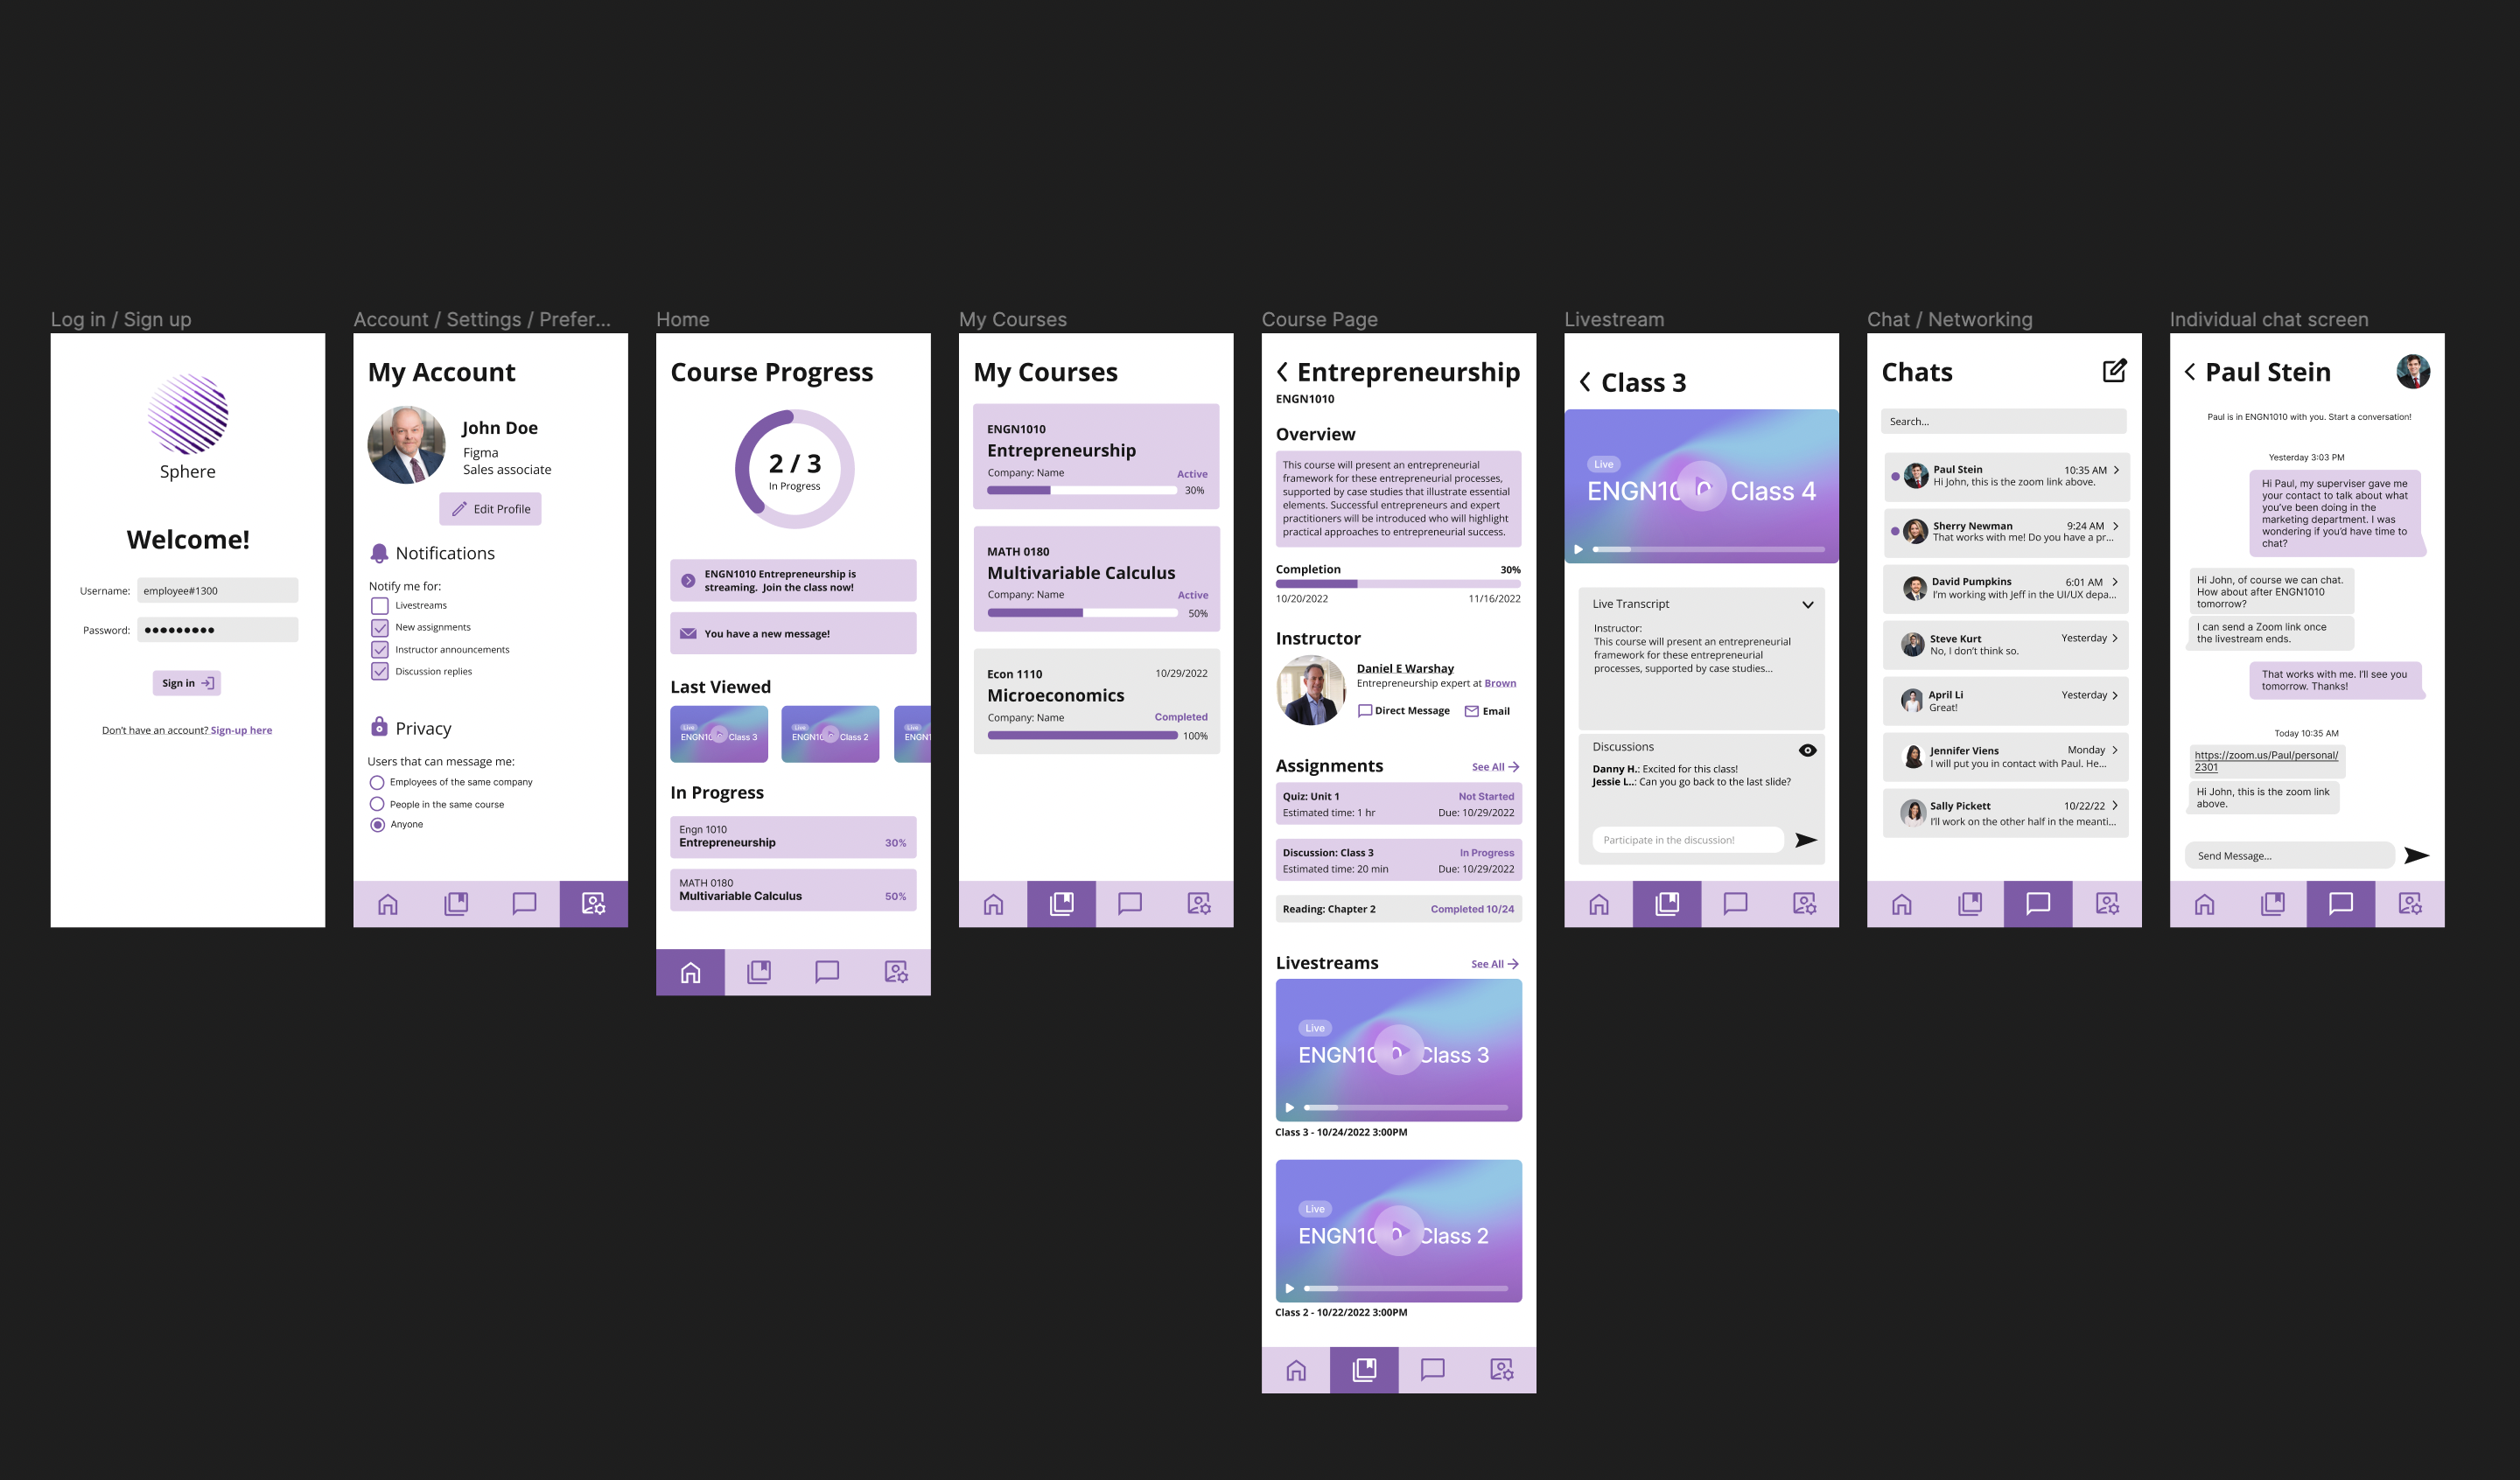 Log in / Sign up
Sphere
Welcome!
Username: employee#1300
Password: ●●●●●●●●●
Sign in
Don't have an account? Sign-up here
Account / Settings / Prefer...
My Account
John Doe
Figma
Sales associate
Edit Profile
Notifications
Notify me for:
Livestreams
New assignments
Instructor announcements
Discussion replies
Privacy
Users that can message me:
Employees of the same company
People in the same course
Anyone
Home
Course Progress
2 / 3
In Progress
ENGN1010 Entrepreneurship is
streaming. Join the class now!
You have a new message!
Last Viewed
Live
Class 3
Live
Class 2
Live
In Progress
Engn 1010
Entrepreneurship 30%
MATH 0180
Multivariable Calculus 50%
My Courses
My Courses
ENGN1010
Entrepreneurship
Company: Name Active
30%
MATH 0180
Multivariable Calculus
Company: Name Active
50%
Econ 1110 10/29/2022
Microeconomics
Company: Name Completed
100%
Course Page
Entrepreneurship
ENGN1010
Overview
This course will present an entrepreneurial
framework for these entrepreneurial processes,
supported by case studies that illustrate essential
elements. Successful entrepreneurs and expert
practitioners will be introduced who will highlight
practical approaches to entrepreneurial success.
Completion 30%
10/20/2022 11/16/2022
Instructor
Daniel E Warshay
Entrepreneurship expert at Brown
Direct Message Email
Assignments See All
Quiz: Unit 1 Not Started
Estimated time: 1 hr Due: 10/29/2022
Discussion: Class 3 In Progress
Estimated time: 20 min Due: 10/29/2022
Reading: Chapter 2 Completed 10/24
Livestreams See All
Live
ENGN1010 Class 3
Class 3 - 10/24/2022 3:00PM
Live
ENGN1010 Class 2
Class 2 - 10/22/2022 3:00PM
Livestream
Class 3
Live
ENGN1010 Class 4
Live Transcript
Instructor:
This course will present an entrepreneurial
framework for these entrepreneurial
processes, supported by case studies...
Discussions
Danny H.: Excited for this class!
Jessie L..: Can you go back to the last slide?
Participate in the discussion!
Chat / Networking
Chats
Search...
Paul Stein 10:35 AM
Hi John, this is the zoom link above.
Sherry Newman 9:24 AM
That works with me! Do you have a pr...
David Pumpkins 6:01 AM
I'm working with Jeff in the UI/UX depa...
Steve Kurt Yesterday
No, I don't think so.
April Li Yesterday
Great!
Jennifer Viens Monday
I will put you in contact with Paul. He...
Sally Pickett 10/22/22
I'll work on the other half in the meanti...
Individual chat screen
Paul Stein
Paul is in ENGN1010 with you. Start a conversation!
Yesterday 3:03 PM
Hi Paul, my superviser gave me
your contact to talk about what
you've been doing in the
marketing department. I was
wondering if you'd have time to
chat?
Hi John, of course we can chat.
How about after ENGN1010
tomorrow?
I can send a Zoom link once
the livestream ends.
That works with me. I'll see you
tomorrow. Thanks!
Today 10:35 AM
https://zoom.us/Paul/personal/
2301
Hi John, this is the zoom link
above.
Send Message...